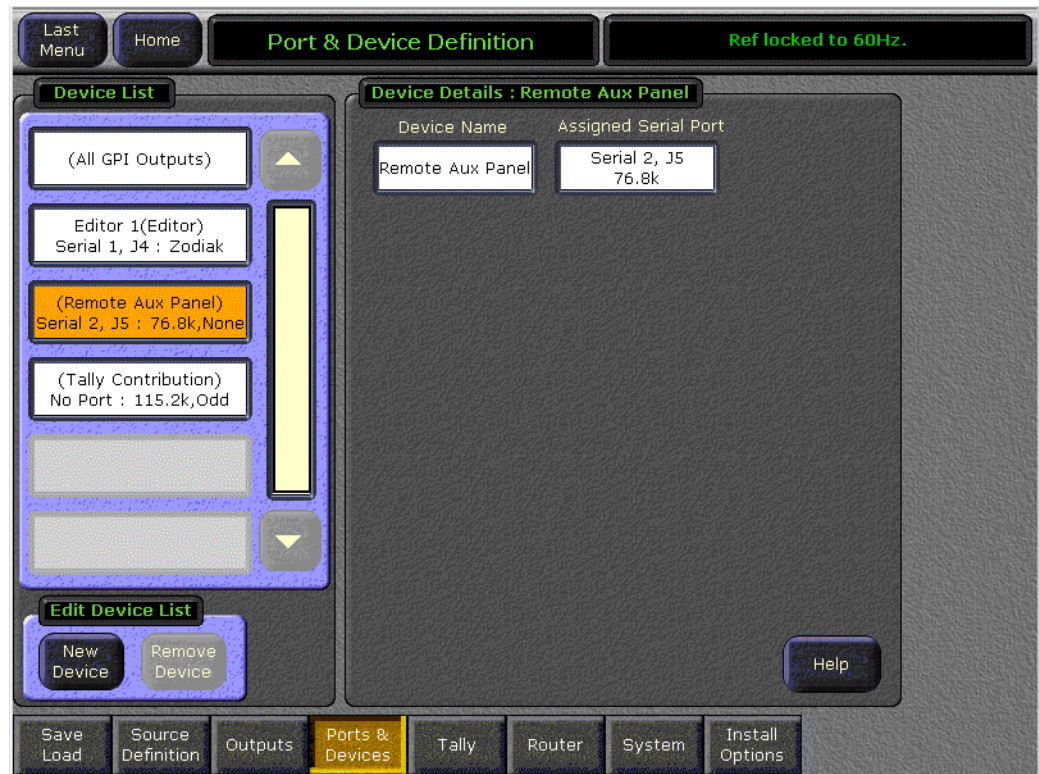 Last
Menu
Home
Port & Device Definition
Ref locked to 60Hz.
Device List
(All GPI Outputs)
Editor 1(Editor)
Serial 1, J4 : Zodiak
(Remote Aux Panel)
Serial 2, J5 : 76.8k,None
(Tally Contribution)
No Port : 115.2k,Odd
Edit Device List
New
Device
Remove
Device
Device Details : Remote Aux Panel
Device Name
Assigned Serial Port
Remote Aux Panel
Serial 2, J5
76.8k
Help
Save
Load
Source
Definition
Outputs
Ports &
Devices
Tally
Router
System
Install
Options